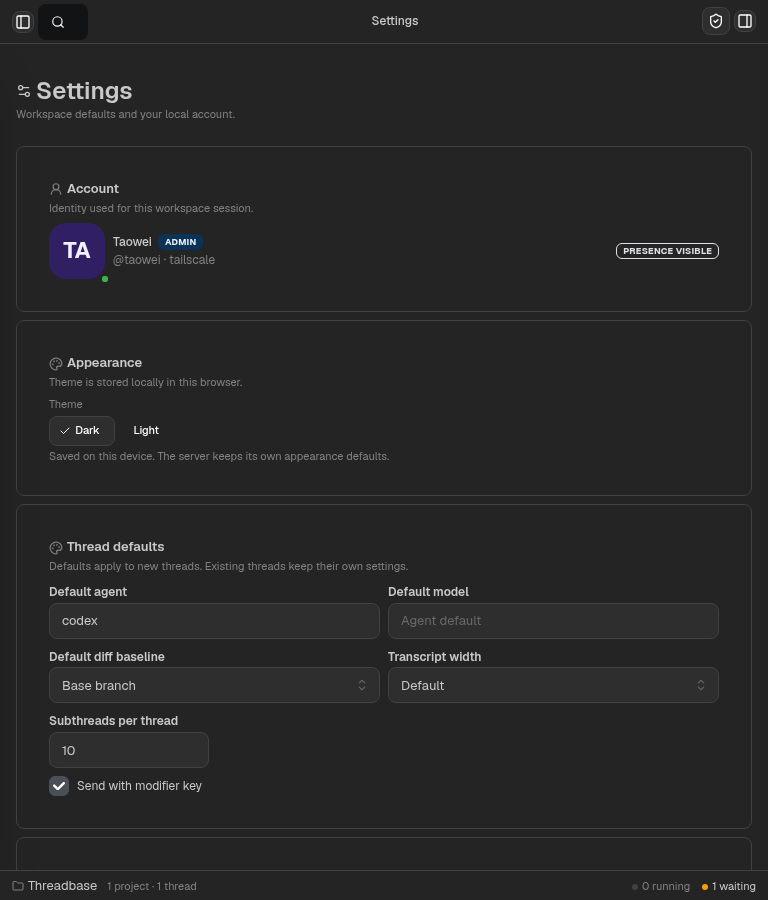 Settings
Settings
Workspace defaults and your local account.
Account
Identity used for this workspace session.
TA
Taowei ADMIN
@taowei · tailscale
PRESENCE VISIBLE
Appearance
Theme is stored locally in this browser.
Theme
Dark Light
Saved on this device. The server keeps its own appearance defaults.
Thread defaults
Defaults apply to new threads. Existing threads keep their own settings.
Default agent Default model
codex Agent default
Default diff baseline Transcript width
Base branch Default
Subthreads per thread
10
Send with modifier key
Threadbase 1 project · 1 thread 0 running 1 waiting